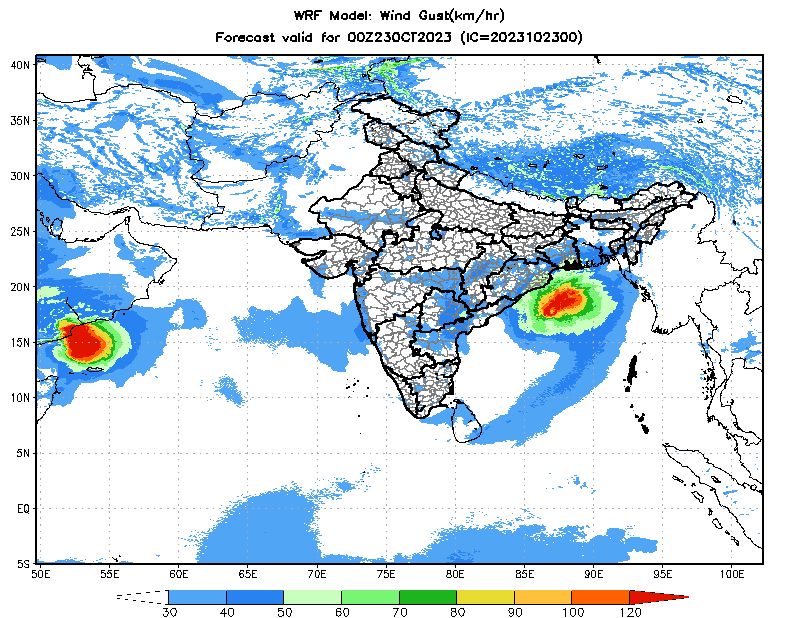 WRF Model: Wind Gust(km/hr)
Forecast valid for 00Z23OCT2023 (IC=2023102300)
40N
35N
30N
25N
20N
15N
10N
5N
EQ
5S
50E 55E 60E 65E 70E 75E 80E 85E 90E 95E 100E
30 40 50 60 70 80 90 100 120